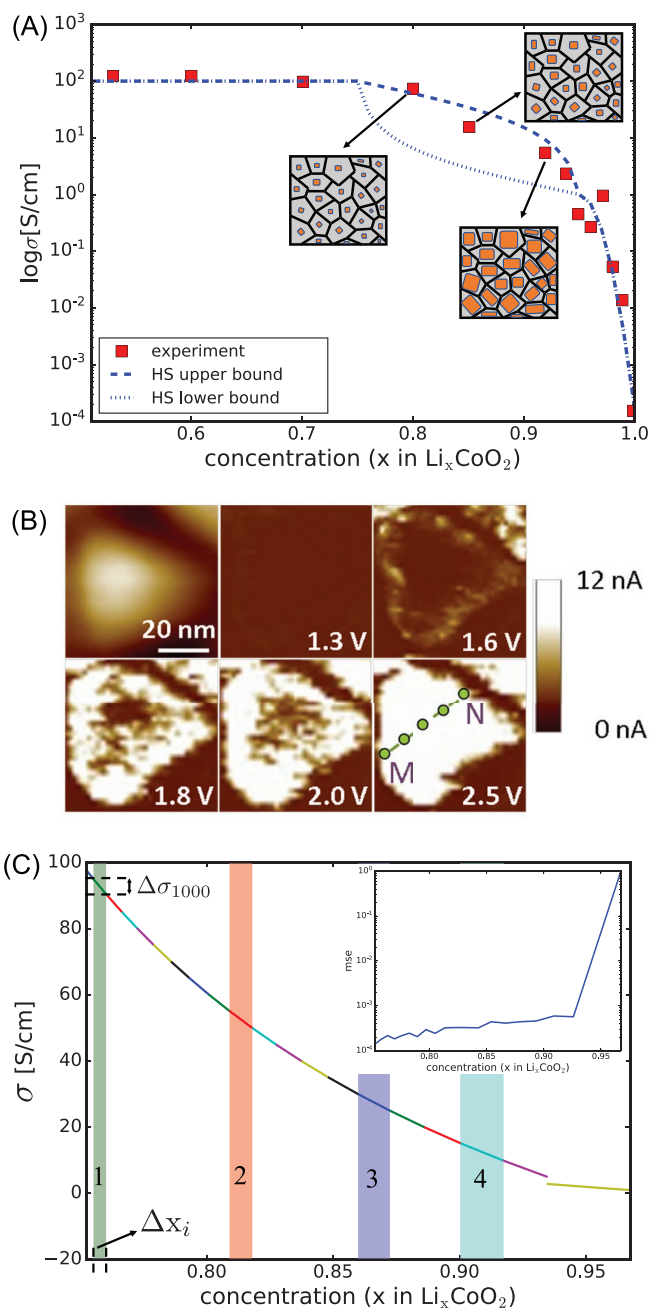 (A)
10³
10²
10¹
10⁰
10⁻¹
10⁻²
10⁻³
10⁻⁴
logσ[S/cm]
experiment
HS upper bound
HS lower bound
0.6 0.7 0.8 0.9 1.0
concentration (x in LiₓCoO₂)
(B)
20 nm
1.3 V
1.6 V
1.8 V
2.0 V
2.5 V
M
N
12 nA
0 nA
(C)
100
80
60
40
20
0
−20
σ [S/cm]
Δσ₁₀₀₀
1
2
3
4
Δxᵢ
0.80 0.85 0.90 0.95
concentration (x in LiₓCoO₂)
10⁰
10⁻¹
10⁻²
10⁻³
10⁻⁴
mse
0.80 0.85 0.90 0.95
concentration (x in LiₓCoO₂)